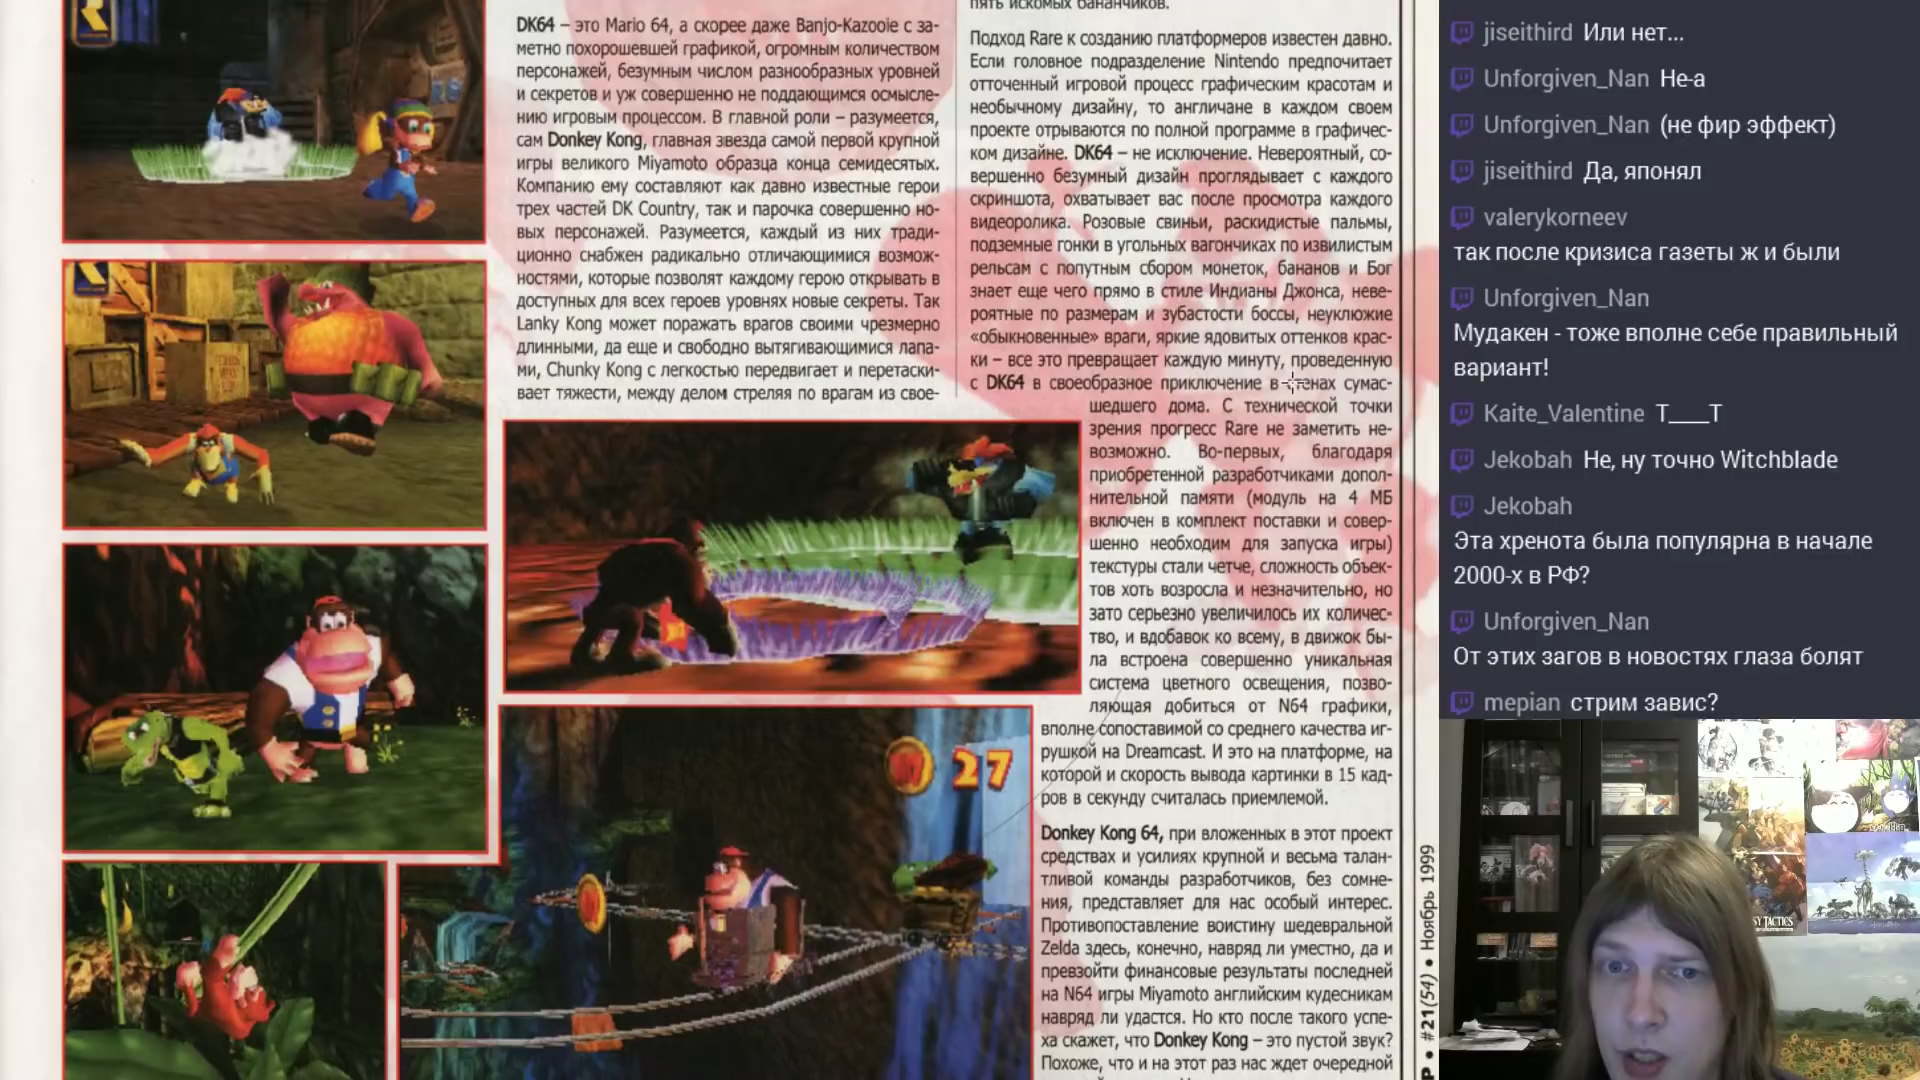 DK64 – это Mario 64, а скорее даже Banjo-Kazooie с за-
метно похорошевшей графикой, огромным количеством
персонажей, безумным числом разнообразных уровней
и секретов и уж совершенно не поддающимся осмысле-
нию игровым процессом. В главной роли – разумеется,
сам Donkey Kong, главная звезда самой первой крупной
игры великого Miyamoto образца конца семидесятых.
Компанию ему составляют как давно известные герои
трех частей DK Country, так и парочка совершенно но-
вых персонажей. Разумеется, каждый из них тради-
ционно снабжен радикально отличающимися возмож-
ностями, которые позволят каждому герою открывать в
доступных для всех героев уровнях новые секреты. Так
Lanky Kong может поражать врагов своими чрезмерно
длинными, да еще и свободно вытягивающимися лапа-
ми, Chunky Kong с легкостью передвигает и перетаски-
вает тяжести, между делом стреляя по врагам из свое-
пять искомых бананчиков.
Подход Rare к созданию платформеров известен давно.
Если головное подразделение Nintendo предпочитает
отточенный игровой процесс графическим красотам и
необычному дизайну, то англичане в каждом своем
проекте отрываются по полной программе в графичес-
ком дизайне. DK64 – не исключение. Невероятный, со-
вершенно безумный дизайн проглядывает с каждого
скриншота, охватывает вас после просмотра каждого
видеоролика. Розовые свиньи, раскидистые пальмы,
подземные гонки в угольных вагончиках по извилистым
рельсам с попутным сбором монеток, бананов и Бог
знает еще чего прямо в стиле Индианы Джонса, неве-
роятные по размерам и зубастости боссы, неуклюжие
«обыкновенные» враги, яркие ядовитых оттенков крас-
ки – все это превращает каждую минуту, проведенную
с DK64 в своеобразное приключение в стенах сумас-
шедшего дома. С технической точки
зрения прогресс Rare не заметить не-
возможно. Во-первых, благодаря
приобретенной разработчиками допол-
нительной памяти (модуль на 4 МБ
включен в комплект поставки и совер-
шенно необходим для запуска игры)
текстуры стали четче, сложность объек-
тов хоть возросла и незначительно, но
зато серьезно увеличилось их количес-
тво, и вдобавок ко всему, в движок бы-
ла встроена совершенно уникальная
система цветного освещения, позво-
ляющая добиться от N64 графики,
вполне сопоставимой со среднего качества иг-
рушкой на Dreamcast. И это на платформе, на
которой и скорость вывода картинки в 15 кад-
ров в секунду считалась приемлемой.
Donkey Kong 64, при вложенных в этот проект
средствах и усилиях крупной и весьма талан-
тливой команды разработчиков, без сомне-
ния, представляет для нас особый интерес.
Противопоставление воистину шедевральной
Zelda здесь, конечно, навряд ли уместно, да и
превзойти финансовые результаты последней
на N64 игры Miyamoto английским кудесникам
навряд ли удастся. Но кто после такого успе-
ха скажет, что Donkey Kong – это пустой звук?
Похоже, что и на этот раз нас ждет очередной
27
Р • #21(54) • Ноябрь 1999
jiseithird Или нет...
Unforgiven_Nan Не-а
Unforgiven_Nan (не фир эффект)
jiseithird Да, японял
valerykorneev
так после кризиса газеты ж и были
Unforgiven_Nan
Мудакен - тоже вполне себе правильный
вариант!
Kaite_Valentine T___T
Jekobah Не, ну точно Witchblade
Jekobah
Эта хренота была популярна в начале
2000-х в РФ?
Unforgiven_Nan
От этих загов в новостях глаза болят
mepian стрим завис?
SY TACTICS